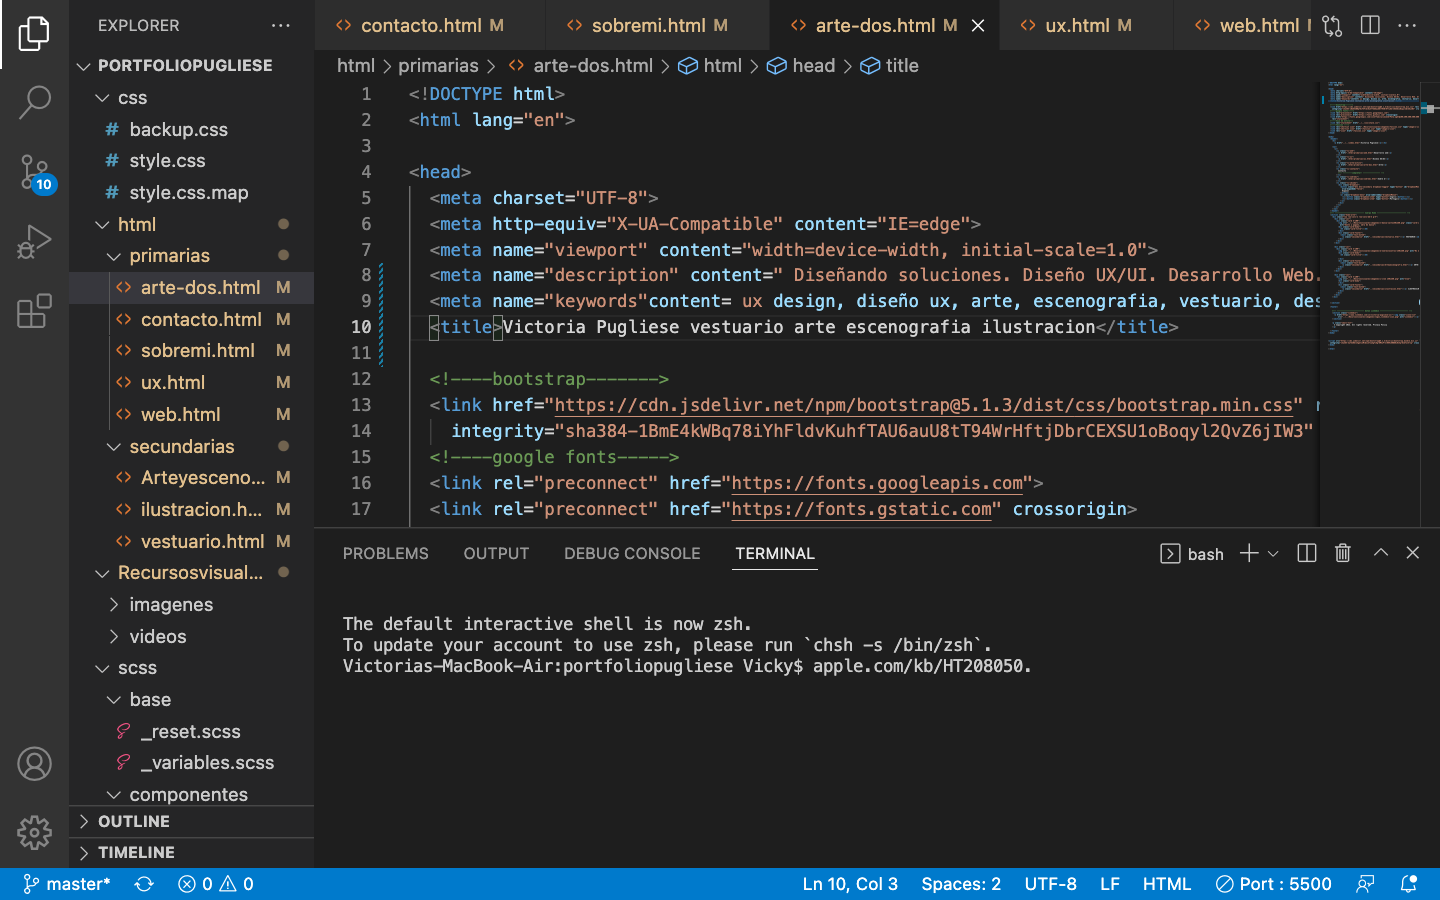 EXPLORER
PORTFOLIOPUGLIESE
css
# backup.css
# style.css
# style.css.map
html
primarias
<> arte-dos.html M
<> contacto.html M
<> sobremi.html M
<> ux.html M
<> web.html M
secundarias
<> Arteyesceno... M
<> ilustracion.h... M
<> vestuario.html M
Recursosvisual...
imagenes
videos
scss
base
_reset.scss
_variables.scss
componentes
OUTLINE
TIMELINE
10
<> contacto.html M <> sobremi.html M <> arte-dos.html M <> ux.html M <> web.html
html > primarias > <> arte-dos.html > html > head > title
1 <!DOCTYPE html>
2 <html lang="en">
3
4 <head>
5 <meta charset="UTF-8">
6 <meta http-equiv="X-UA-Compatible" content="IE=edge">
7 <meta name="viewport" content="width=device-width, initial-scale=1.0">
8 <meta name="description" content=" Diseñando soluciones. Diseño UX/UI. Desarrollo Web.
9 <meta name="keywords"content= ux design, diseño ux, arte, escenografia, vestuario, des
10 <title>Victoria Pugliese vestuario arte escenografia ilustracion</title>
11
12 <!----bootstrap------->
13 <link href="https://cdn.jsdelivr.net/npm/bootstrap@5.1.3/dist/css/bootstrap.min.css" r
14 integrity="sha384-1BmE4kWBq78iYhFldvKuhfTAU6auU8tT94WrHftjDbrCEXSU1oBoqyl2QvZ6jIW3"
15 <!----google fonts----->
16 <link rel="preconnect" href="https://fonts.googleapis.com">
17 <link rel="preconnect" href="https://fonts.gstatic.com" crossorigin>
PROBLEMS OUTPUT DEBUG CONSOLE TERMINAL bash
The default interactive shell is now zsh.
To update your account to use zsh, please run `chsh -s /bin/zsh`.
Victorias-MacBook-Air:portfoliopugliese Vicky$ apple.com/kb/HT208050.
master* 0 0 Ln 10, Col 3 Spaces: 2 UTF-8 LF HTML Port : 5500